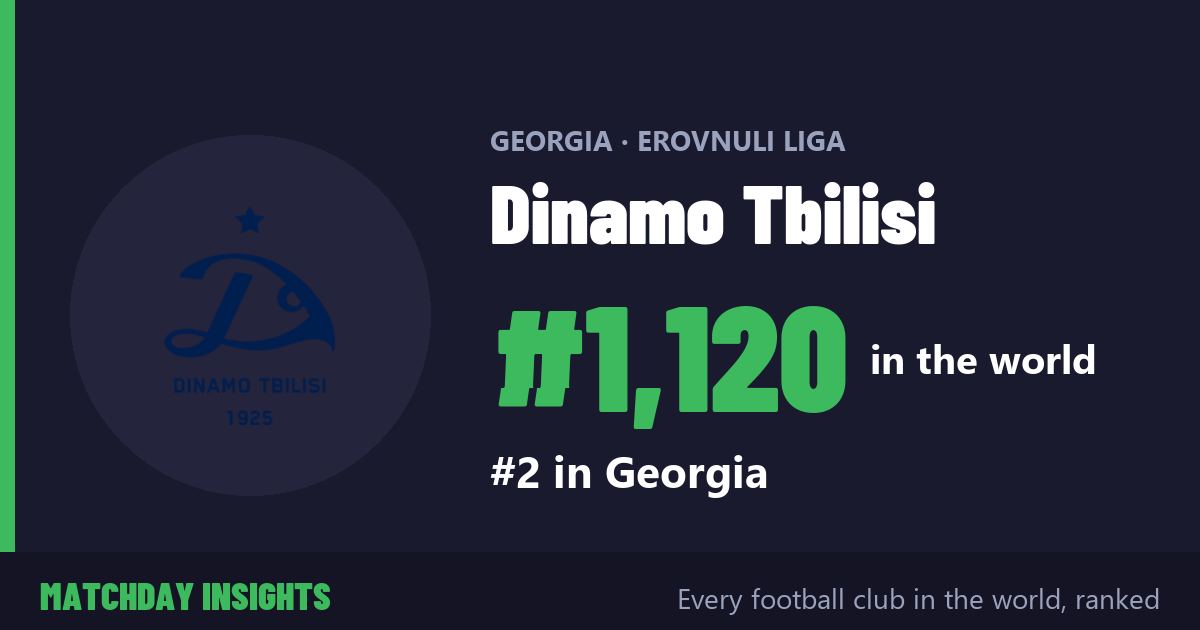 GEORGIA · EROVNULI LIGA
Dinamo Tbilisi
#1,120 in the world
#2 in Georgia
DINAMO TBILISI
1925
MATCHDAY INSIGHTS
Every football club in the world, ranked